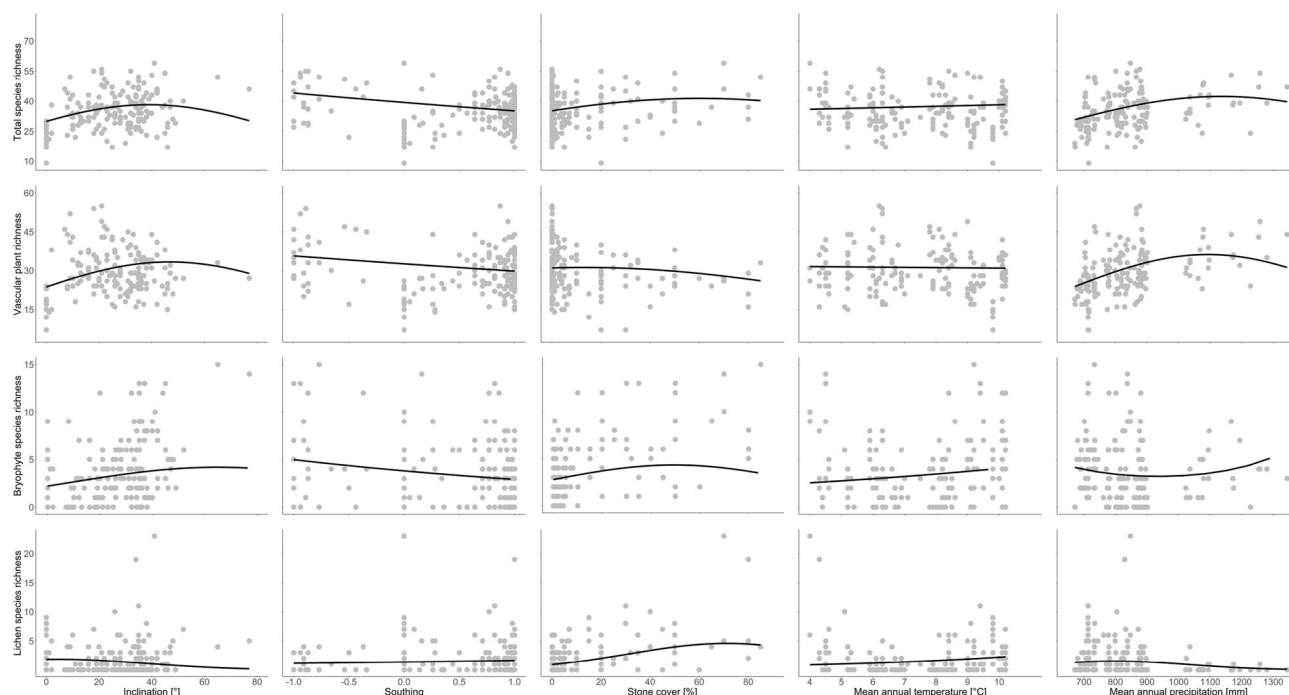 Total species richness
70
55
40
25
10
Vascular plant richness
60
45
30
15
Bryophyte species richness
15
10
5
0
Lichen species richness
20
15
10
5
0 20 40 60 80
-1.0 -0.5 0.0 0.5 1.0
0 20 40 60 80
4 5 6 7 8 9 10
700 800 900 1000 1100 1200 1300
Inclination [°]
Southing
Stone cover [%]
Mean annual temperature [°C]
Mean annual precipitation [mm]